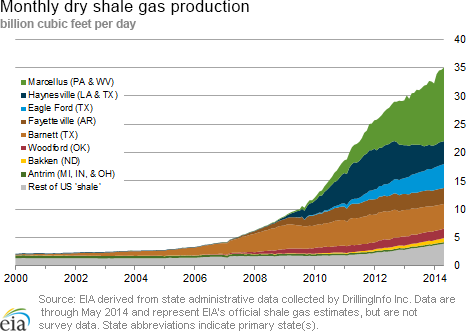 Monthly dry shale gas production
billion cubic feet per day
40
35
30
25
20
15
10
5
0
Marcellus (PA & WV)
Haynesville (LA & TX)
Eagle Ford (TX)
Fayetteville (AR)
Barnett (TX)
Woodford (OK)
Bakken (ND)
Antrim (MI, IN, & OH)
Rest of US 'shale'
2000 2002 2004 2006 2008 2010 2012 2014
eia
Source: EIA derived from state administrative data collected by DrillingInfo Inc. Data are
through May 2014 and represent EIA's official shale gas estimates, but are not
survey data. State abbreviations indicate primary state(s).